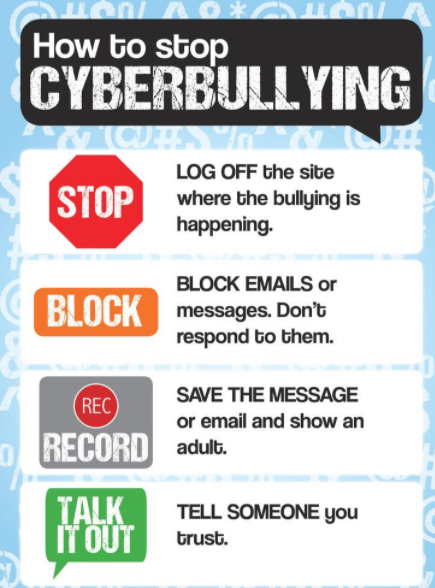 How to stop
CYBERBULLYING
STOP
LOG OFF the site
where the bullying is
happening.
BLOCK
BLOCK EMAILS or
messages. Don't
respond to them.
REC
RECORD
SAVE THE MESSAGE
or email and show an
adult.
TALK
IT OUT
TELL SOMEONE you
trust.